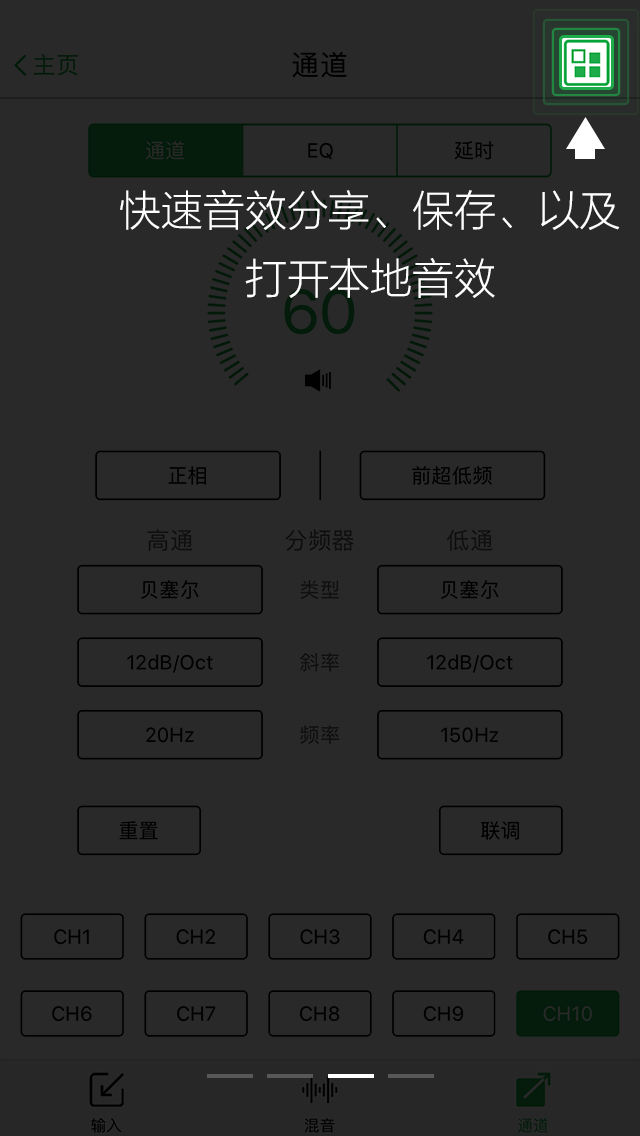 主页
通道
通道
EQ
延时
快速音效分享、保存、以及
打开本地音效
60
正相
前超低频
高通
分频器
低通
贝塞尔
类型
贝塞尔
12dB/Oct
斜率
12dB/Oct
20Hz
频率
150Hz
重置
联调
CH1
CH2
CH3
CH4
CH5
CH6
CH7
CH8
CH9
CH10
输入
混音
通道